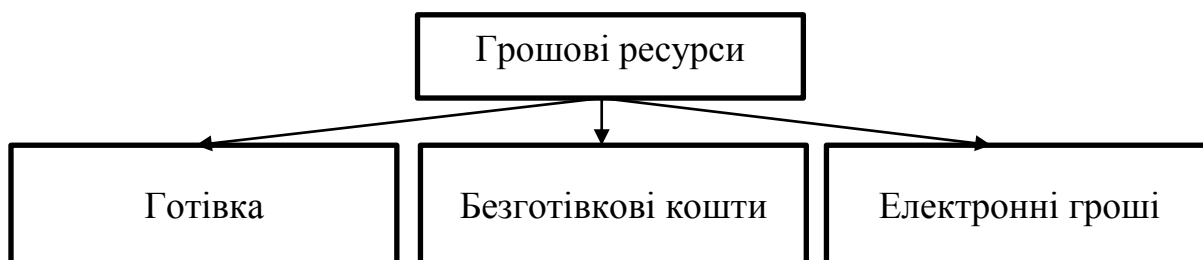 Грошові ресурси
Готівка
Безготівкові кошти
Електронні гроші